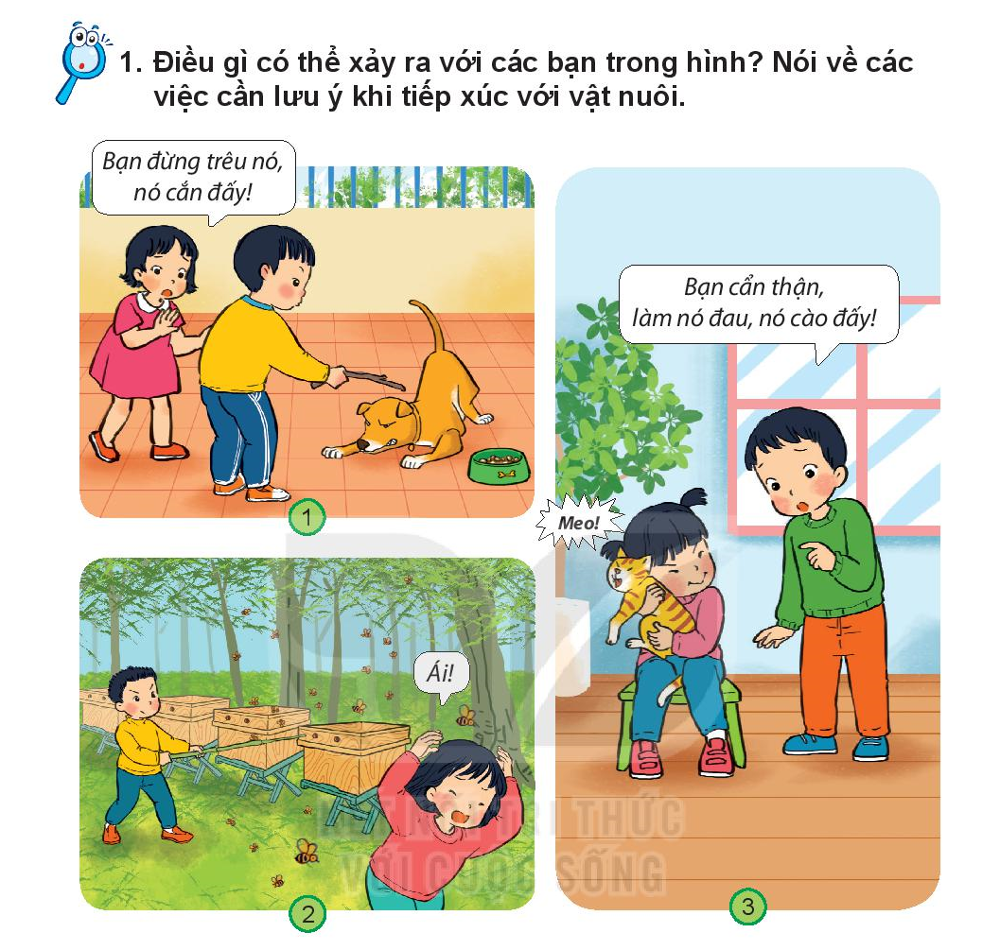 1. Điều gì có thể xảy ra với các bạn trong hình? Nói về các
việc cần lưu ý khi tiếp xúc với vật nuôi.
Bạn đừng trêu nó,
nó cắn đấy!
1
Ái!
2
Bạn cẩn thận,
làm nó đau, nó cào đấy!
Meo!
3
KẾT NỐI TRI THỨC
VỚI CUỘC SỐNG